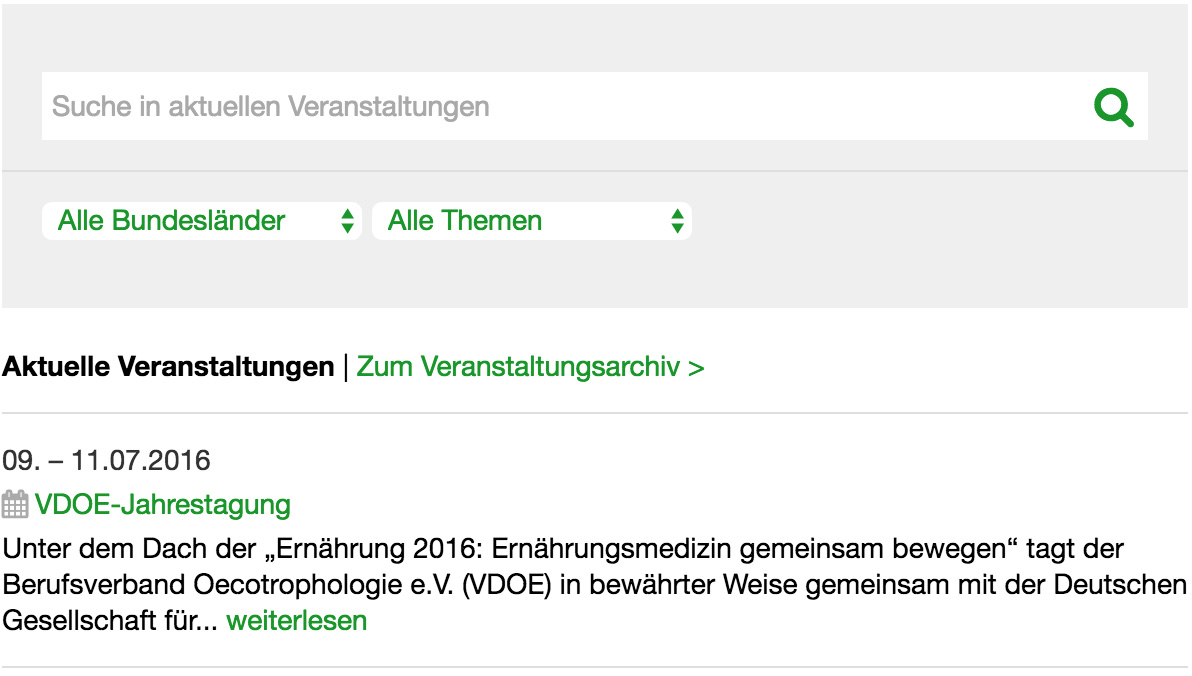 Suche in aktuellen Veranstaltungen
Alle Bundesländer Alle Themen
Aktuelle Veranstaltungen | Zum Veranstaltungsarchiv >
09. – 11.07.2016
VDOE-Jahrestagung
Unter dem Dach der „Ernährung 2016: Ernährungsmedizin gemeinsam bewegen“ tagt der
Berufsverband Oecotrophologie e.V. (VDOE) in bewährter Weise gemeinsam mit der Deutschen
Gesellschaft für... weiterlesen